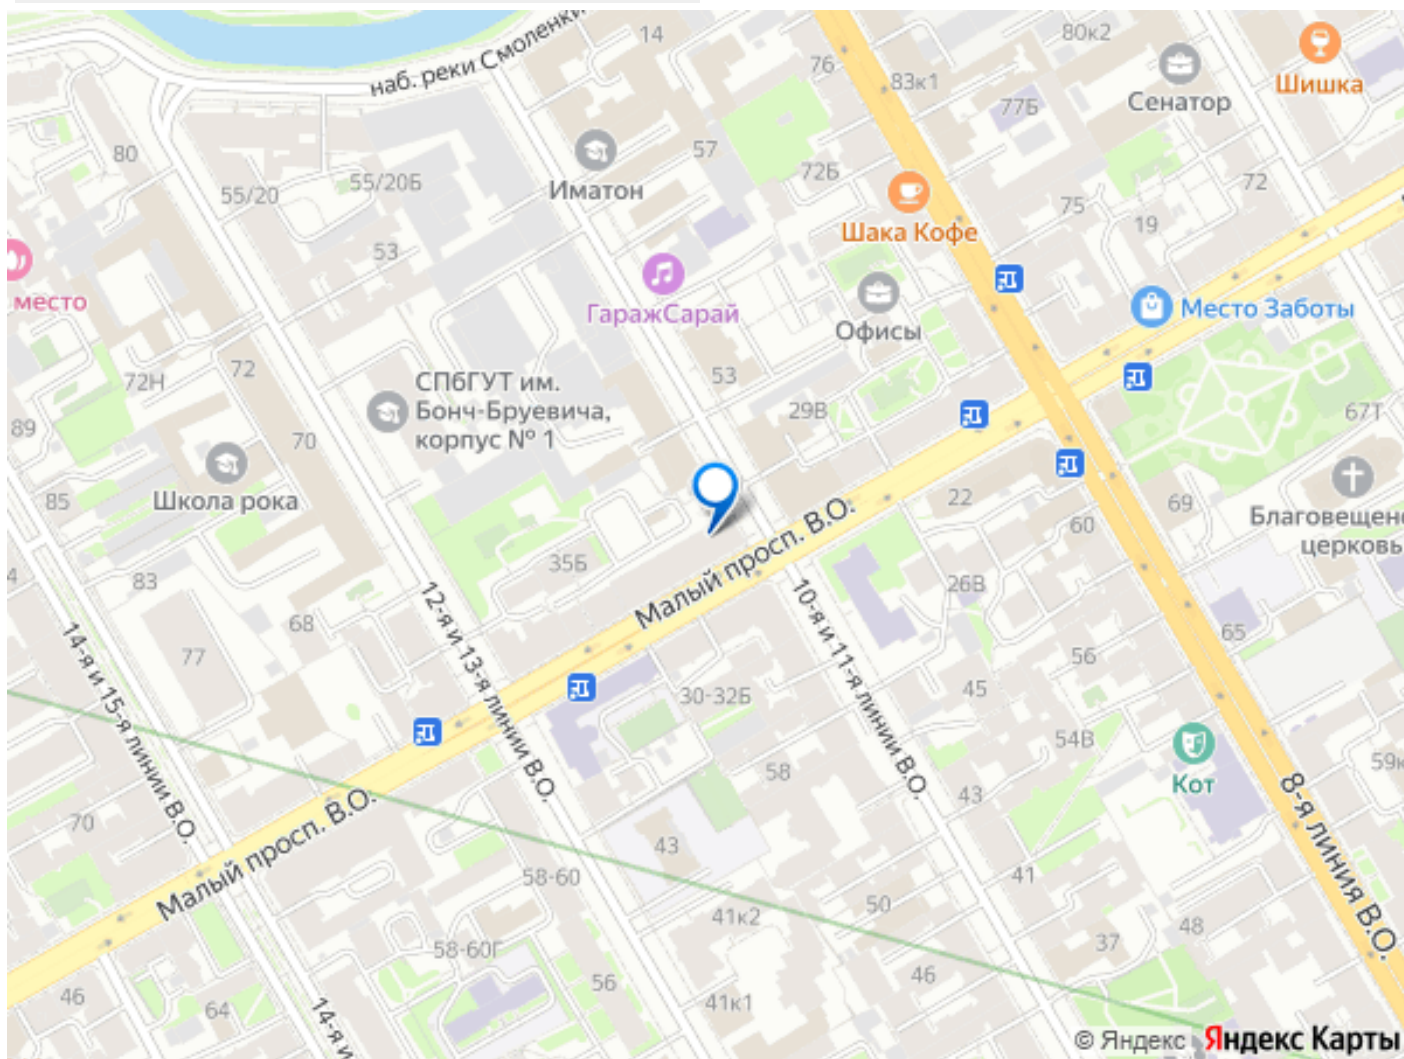 наб. реки Смоленки
14
80к2
76
83к1
Шишка
Сенатор
77Б
80
57
72Б
55/20
55/20Б
Иматон
72
75
19
Шака Кофе
53
место
ГаражСарай
Офисы
Место Заботы
72Н
72
СПбГУТ им.
Бонч-Бруевича,
корпус № 1
53
29В
67Т
89
70
Школа рока
85
22
69
60
Благовещен
церковь
Малый просп. В.О.
35Б
83
26В
12-я и 13-я линии В.О.
10-я и 11-я линии В.О.
68
65
14-я и 15-я линии В.О.
77
56
30-32Б
45
54В
58
Кот
59к
43
8-я линия В.О.
70
Малый просп. В.О.
43
58-60
41
50
41к2
48
37
58-60Г
46
56
46
64
41к1
14-я и
© Яндекс Яндекс Карты